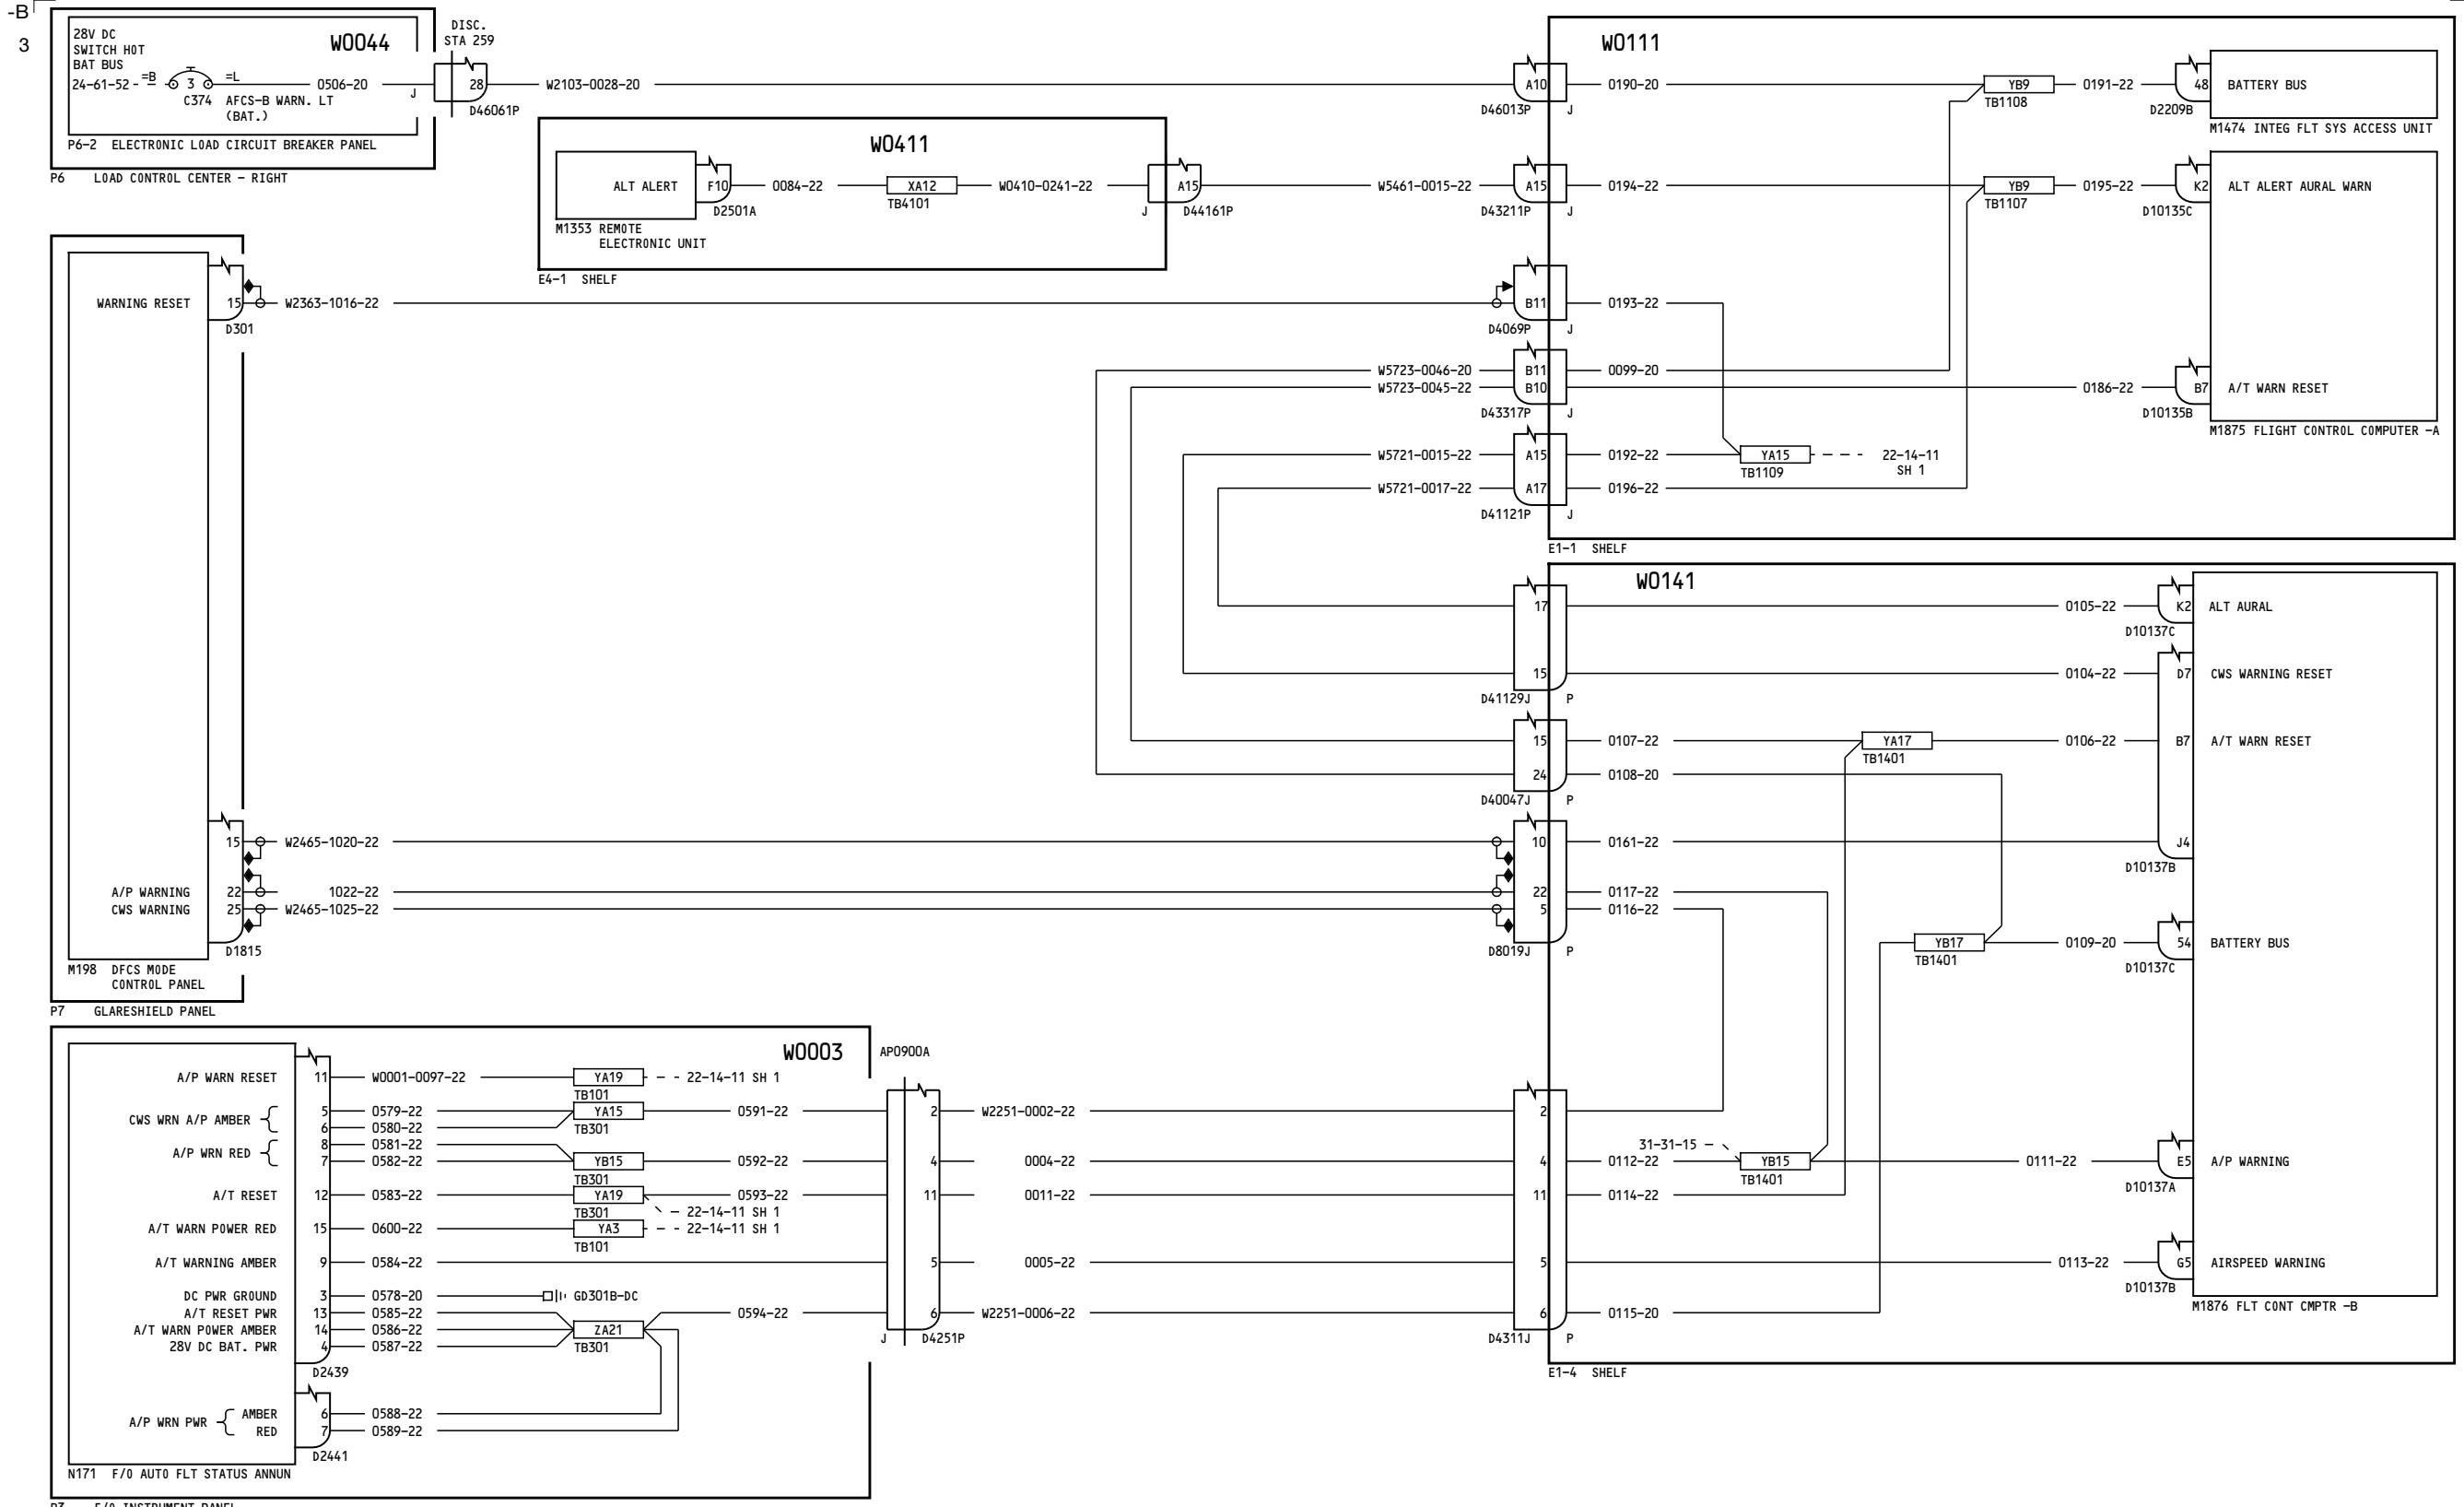 -B
3
28V DC
SWITCH HOT
BAT BUS
24-61-52
=B
3
=L
C374
AFCS-B WARN. LT
(BAT.)
0506-20
J
W0044
P6-2 ELECTRONIC LOAD CIRCUIT BREAKER PANEL
P6 LOAD CONTROL CENTER - RIGHT
DISC.
STA 259
28
D46061P
W2103-0028-20
A10
D46013P
J
W0111
0190-20
YB9
TB1108
0191-22
48
D2209B
BATTERY BUS
M1474 INTEG FLT SYS ACCESS UNIT
W0411
ALT ALERT
F10
D2501A
M1353 REMOTE
ELECTRONIC UNIT
0084-22
XA12
TB4101
W0410-0241-22
J
A15
D44161P
E4-1 SHELF
W5461-0015-22
A15
D43211P
J
0194-22
YB9
TB1107
0195-22
K2
D10135C
ALT ALERT AURAL WARN
WARNING RESET
15
D301
W2363-1016-22
B11
D4069P
J
0193-22
W5723-0046-20
B11
0099-20
W5723-0045-22
B10
D43317P
J
0186-22
B7
D10135B
A/T WARN RESET
M1875 FLIGHT CONTROL COMPUTER -A
W5721-0015-22
A15
0192-22
YA15
TB1109
22-14-11
SH 1
W5721-0017-22
A17
0196-22
D41121P
J
E1-1 SHELF
W0141
17
0105-22
K2
ALT AURAL
D10137C
15
0104-22
D7
CWS WARNING RESET
D41129J
P
15
0107-22
YA17
TB1401
0106-22
B7
A/T WARN RESET
24
0108-20
D40047J
P
15
W2465-1020-22
10
0161-22
J4
D10137B
A/P WARNING
22
1022-22
22
0117-22
CWS WARNING
25
W2465-1025-22
5
0116-22
D1815
D8019J
P
YB17
TB1401
0109-20
54
BATTERY BUS
D10137C
M198 DFCS MODE
CONTROL PANEL
P7 GLARESHIELD PANEL
W0003
AP0900A
A/P WARN RESET
11
W0001-0097-22
YA19
TB101
22-14-11 SH 1
CWS WRN A/P AMBER
5
0579-22
YA15
TB301
0591-22
2
W2251-0002-22
2
6
0580-22
A/P WRN RED
8
0581-22
7
0582-22
YB15
TB301
0592-22
4
0004-22
4
31-31-15
0112-22
YB15
TB1401
0111-22
E5
A/P WARNING
D10137A
A/T RESET
12
0583-22
YA19
TB301
0593-22
22-14-11 SH 1
11
0011-22
11
0114-22
A/T WARN POWER RED
15
0600-22
YA3
TB101
22-14-11 SH 1
A/T WARNING AMBER
9
0584-22
5
0005-22
5
0113-22
G5
AIRSPEED WARNING
D10137B
DC PWR GROUND
3
0578-20
GD301B-DC
A/T RESET PWR
13
0585-22
0594-22
6
W2251-0006-22
6
0115-20
A/T WARN POWER AMBER
14
0586-22
ZA21
TB301
28V DC BAT. PWR
4
0587-22
D2439
J
D4251P
D4311J
P
M1876 FLT CONT CMPTR -B
E1-4 SHELF
A/P WRN PWR
AMBER
6
0588-22
RED
7
0589-22
D2441
N171 F/O AUTO FLT STATUS ANNUN
P3 F/O INSTRUMENT PANEL